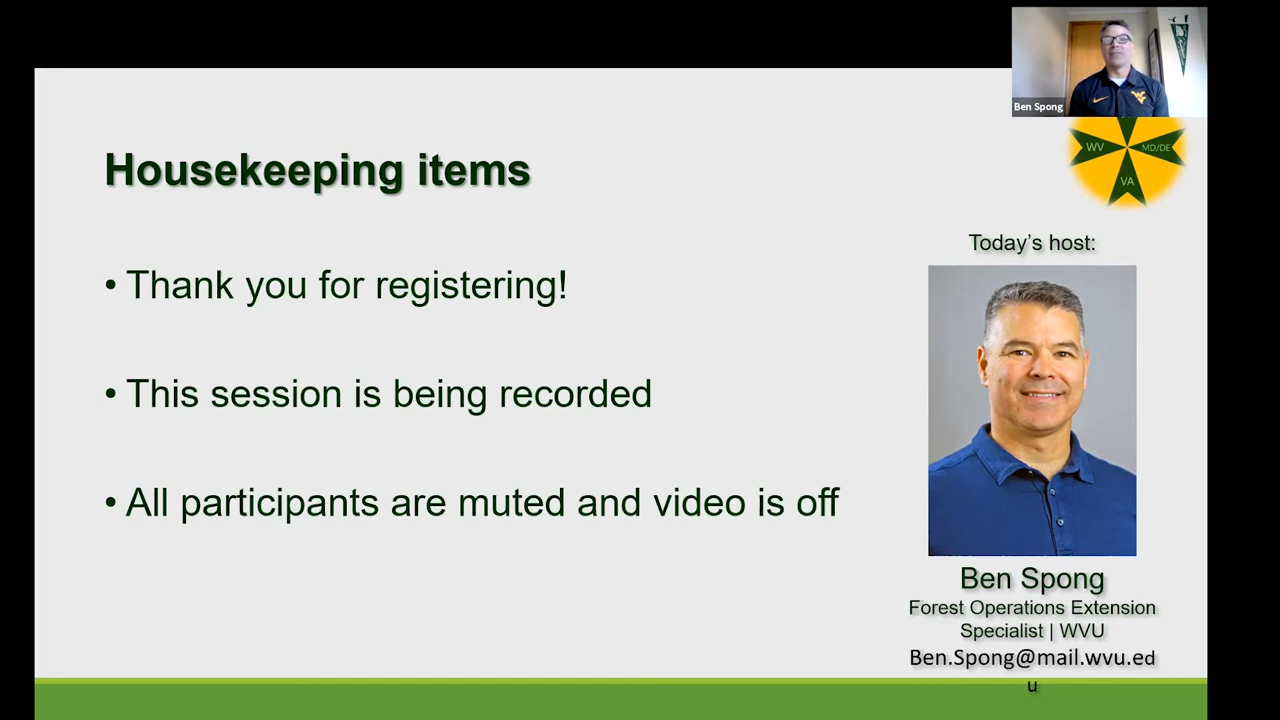 Ben Spong
Housekeeping items
WV
MD/DE
VA
• Thank you for registering!
• This session is being recorded
• All participants are muted and video is off
Today's host:
Ben Spong
Forest Operations Extension
Specialist | WVU
Ben.Spong@mail.wvu.ed
u